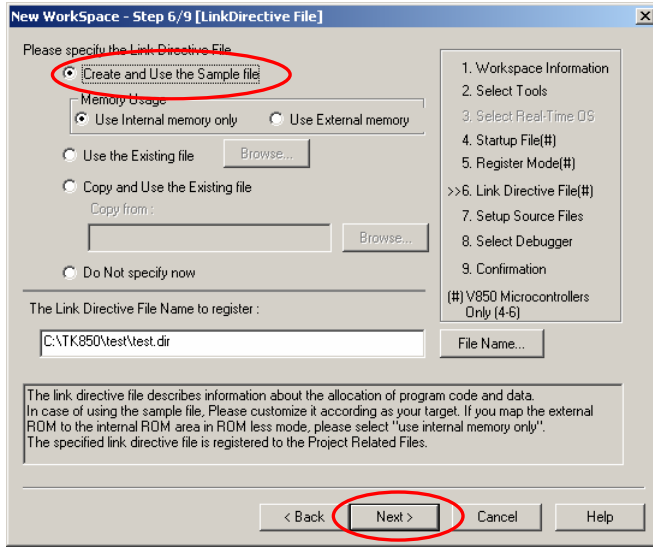 New WorkSpace - Step 6/9 [LinkDirective File]
Please specify the Link Directive File
Create and Use the Sample file
Memory Usage
Use Internal memory only
Use External memory
Use the Existing file
Browse...
Copy and Use the Existing file
Copy from :
Browse...
Do Not specify now
1. Workspace Information
2. Select Tools
3. Select Real-Time OS
4. Startup File(#)
5. Register Mode(#)
>>6. Link Directive File(#)
7. Setup Source Files
8. Select Debugger
9. Confirmation
(#) V850 Microcontrollers
Only (4-6)
The Link Directive File Name to register :
C:\TK850\test\test.dir
File Name...
The link directive file describes information about the allocation of program code and data.
In case of using the sample file, Please customize it according as your target. If you map the external
ROM to the internal ROM area in ROM less mode, please select "use internal memory only".
The specified link directive file is registered to the Project Related Files.
< Back
Next >
Cancel
Help